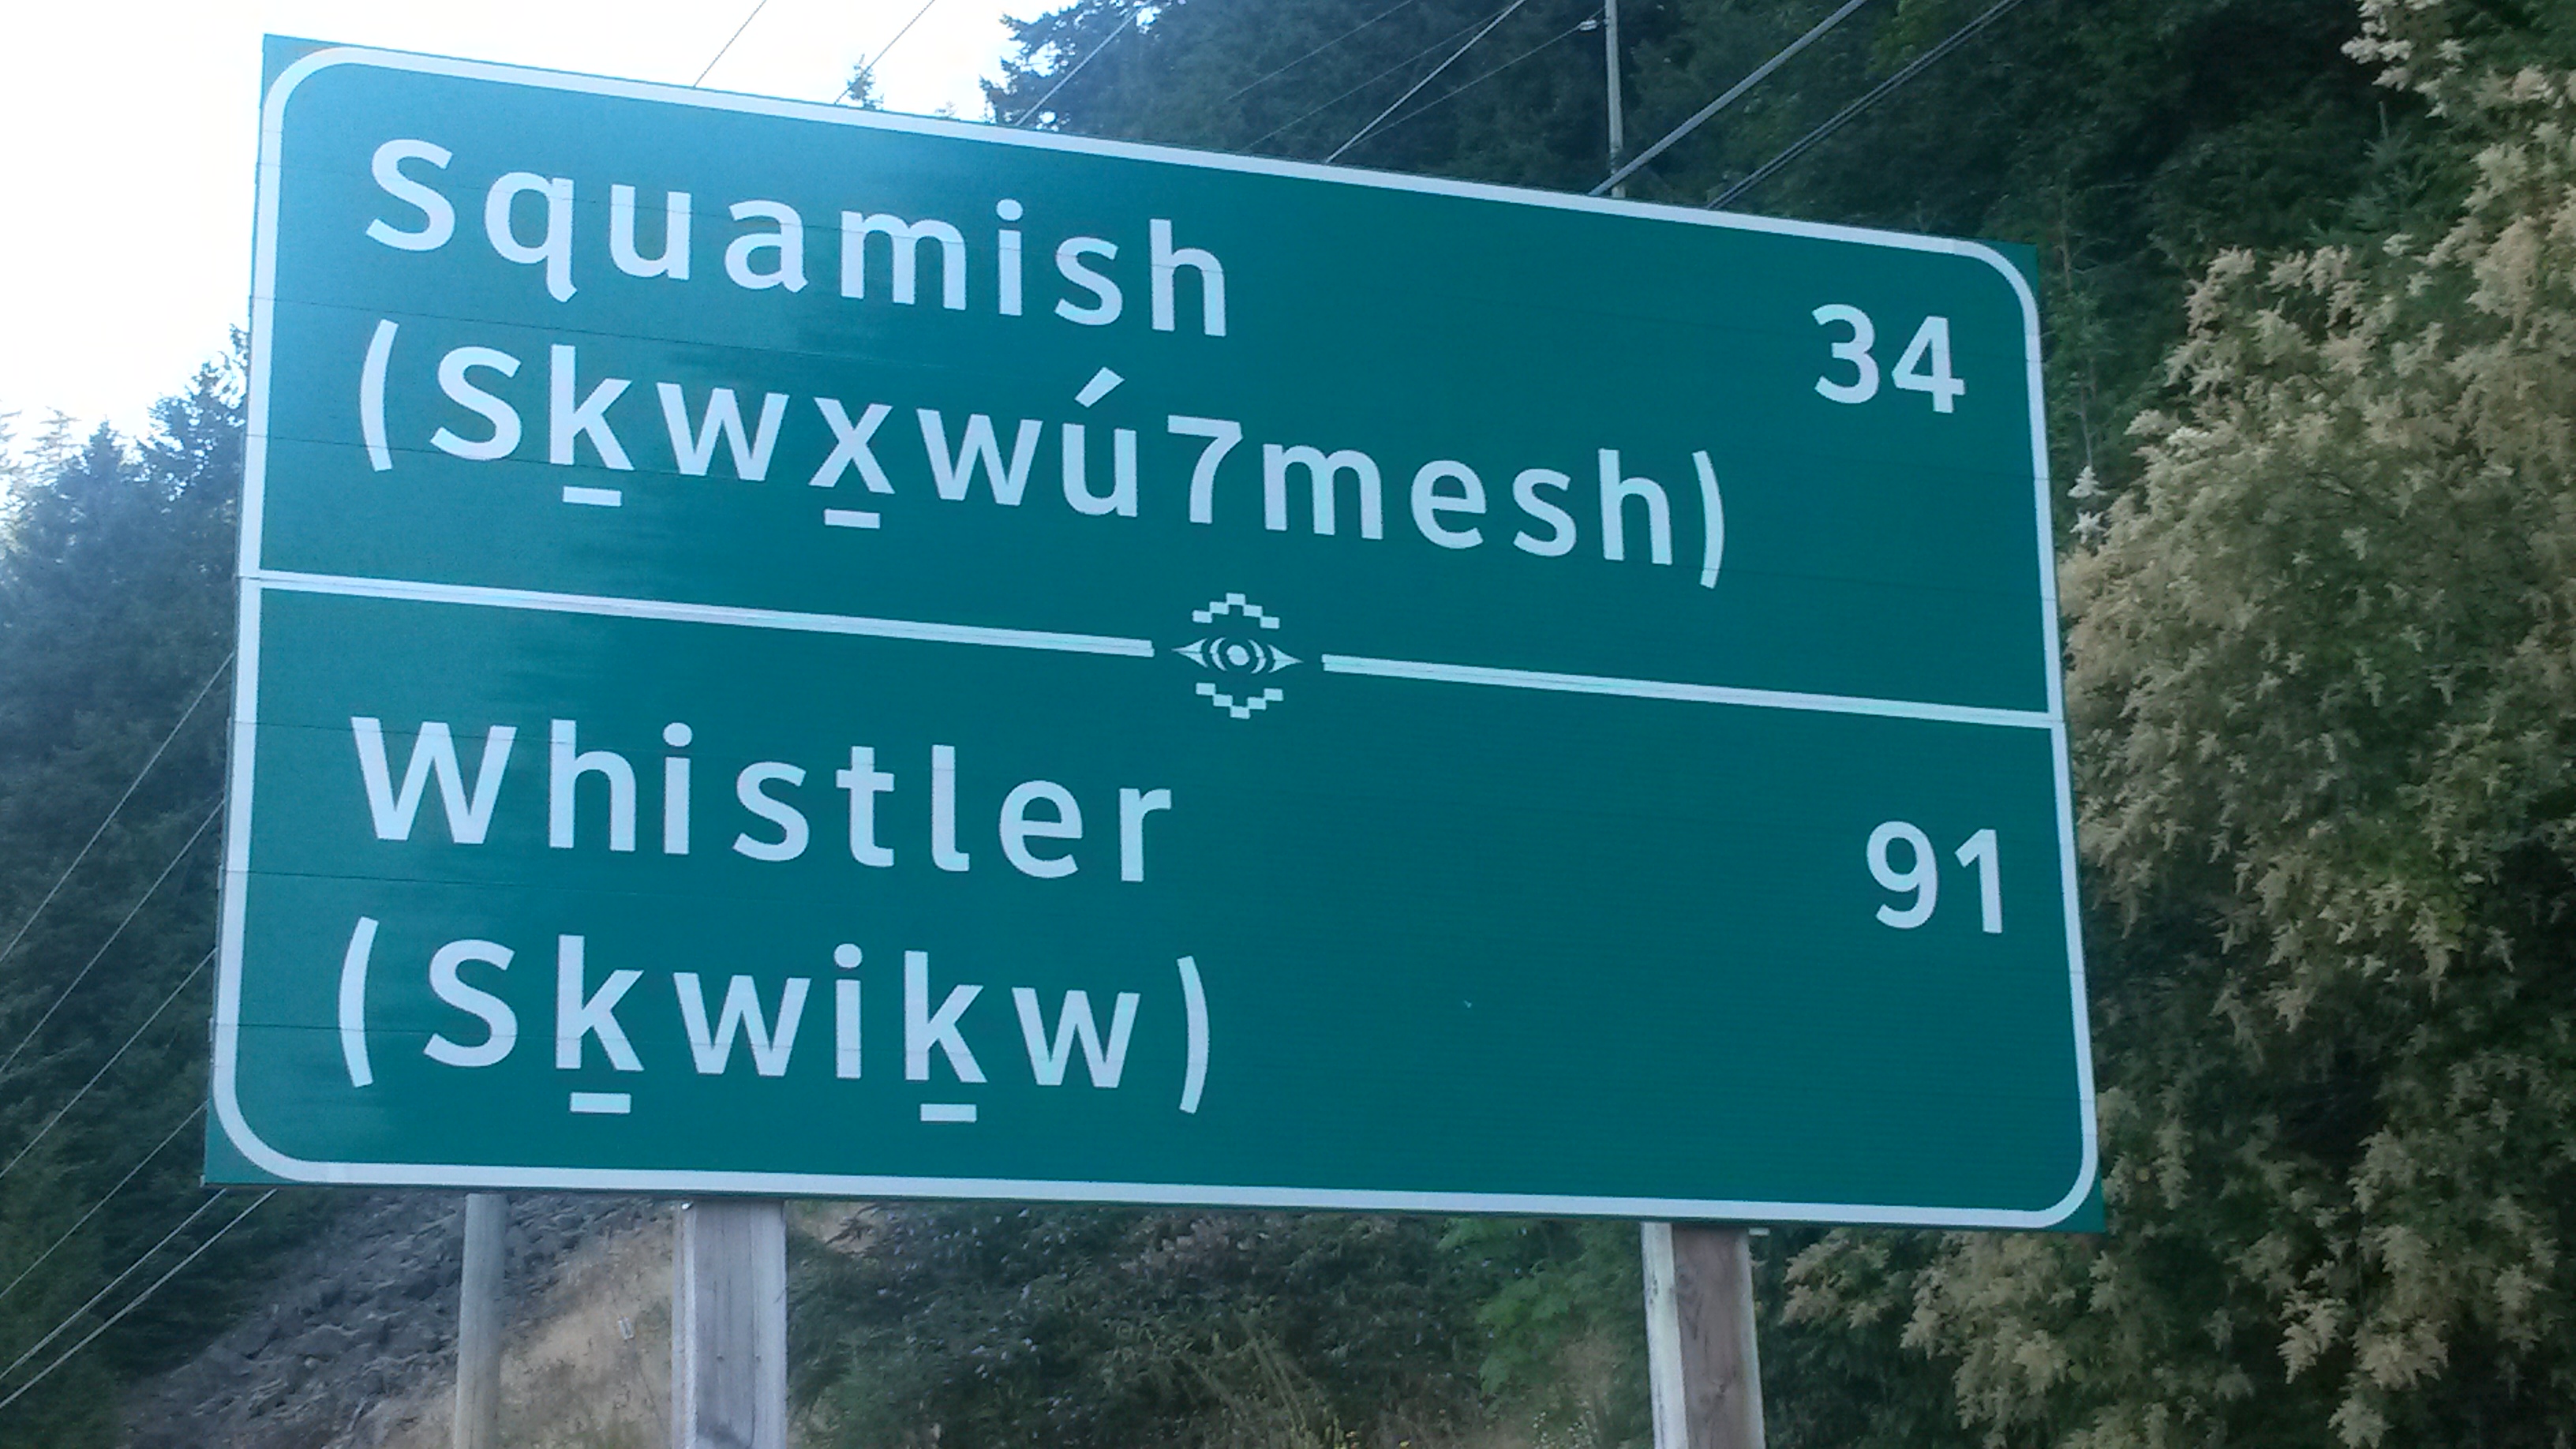 Squamish
(Sḵwx̱wú7mesh) 34
Whistler
(Sḵwiḵw) 91